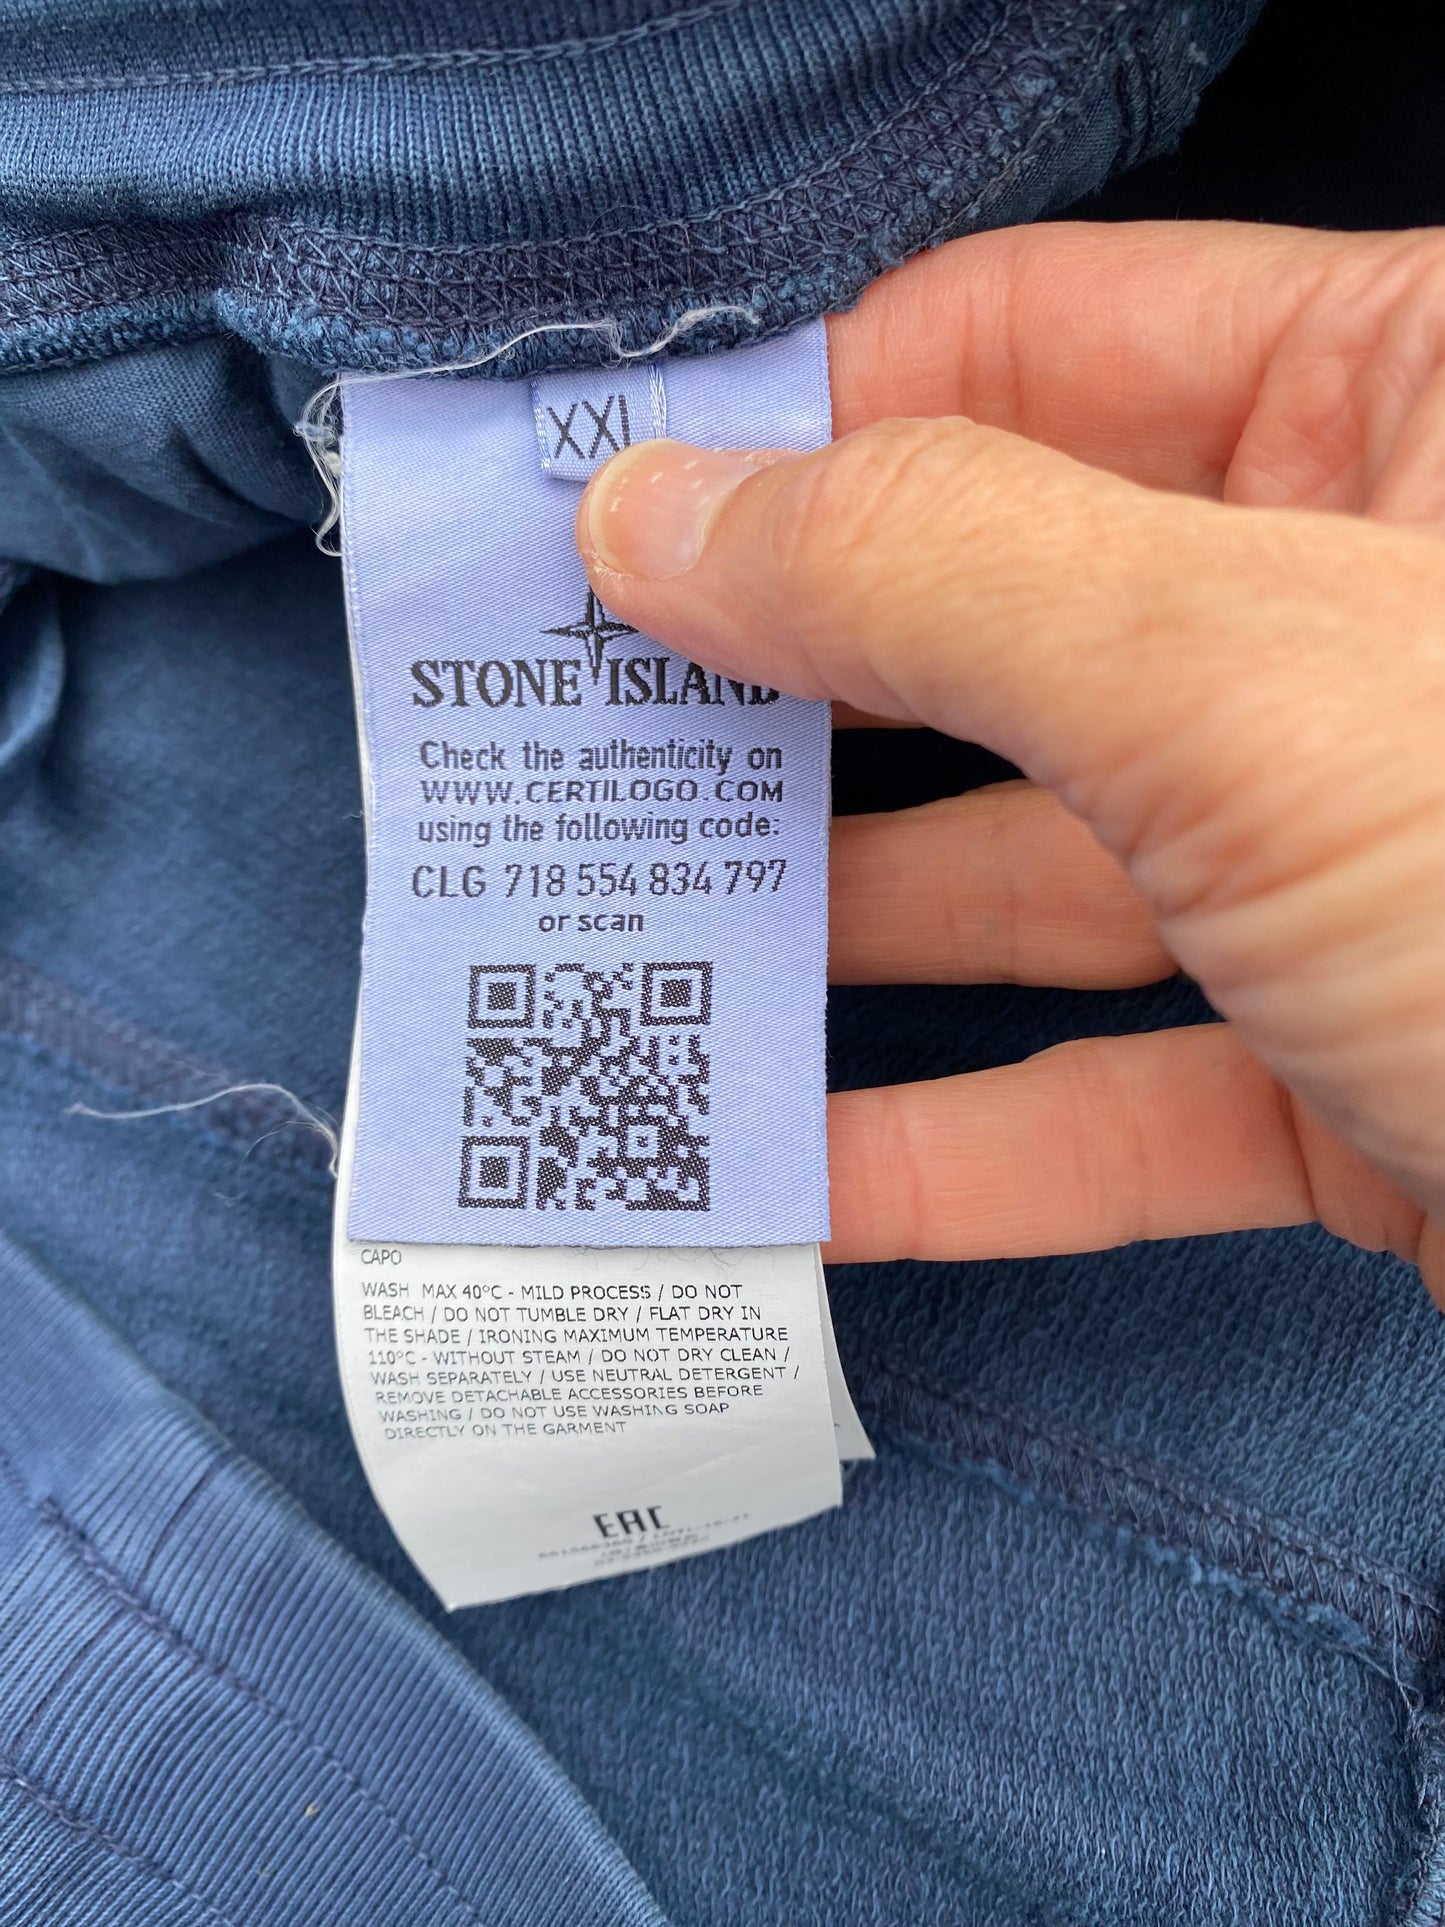 XXL
STONE ISLAND
Check the authenticity on
WWW.CERTILOGO.COM
using the following code:
CLG 718 554 834 797
or scan
CAPO
WASH MAX 40°C - MILD PROCESS / DO NOT
BLEACH / DO NOT TUMBLE DRY / FLAT DRY IN
THE SHADE / IRONING MAXIMUM TEMPERATURE
110°C - WITHOUT STEAM / DO NOT DRY CLEAN /
WASH SEPARATELY / USE NEUTRAL DETERGENT /
REMOVE DETACHABLE ACCESSORIES BEFORE
WASHING / DO NOT USE WASHING SOAP
DIRECTLY ON THE GARMENT
EAC